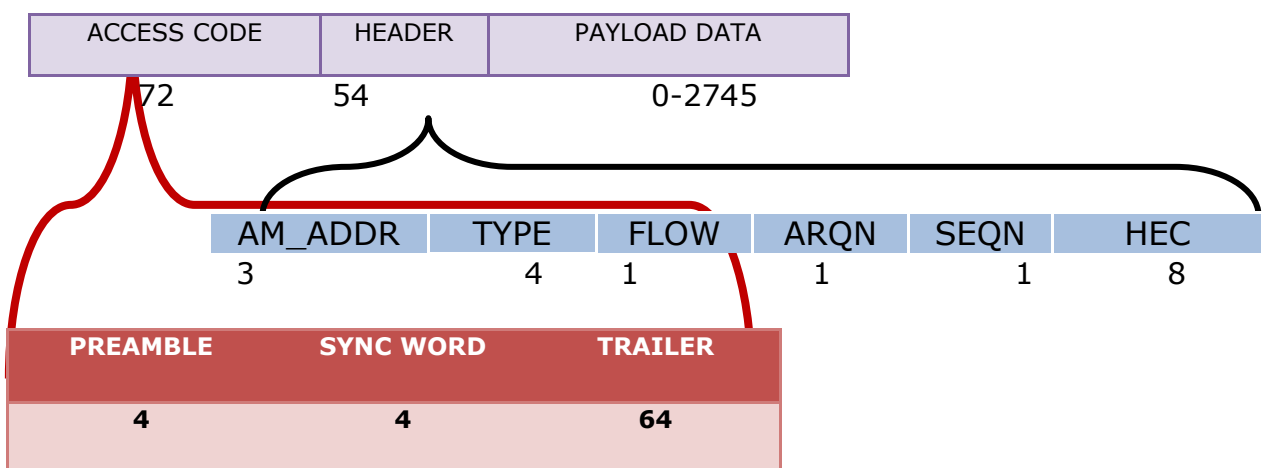 ACCESS CODE HEADER PAYLOAD DATA
72 54 0-2745
AM_ADDR TYPE FLOW ARQN SEQN HEC
3 4 1 1 1 8
PREAMBLE SYNC WORD TRAILER
4 4 64